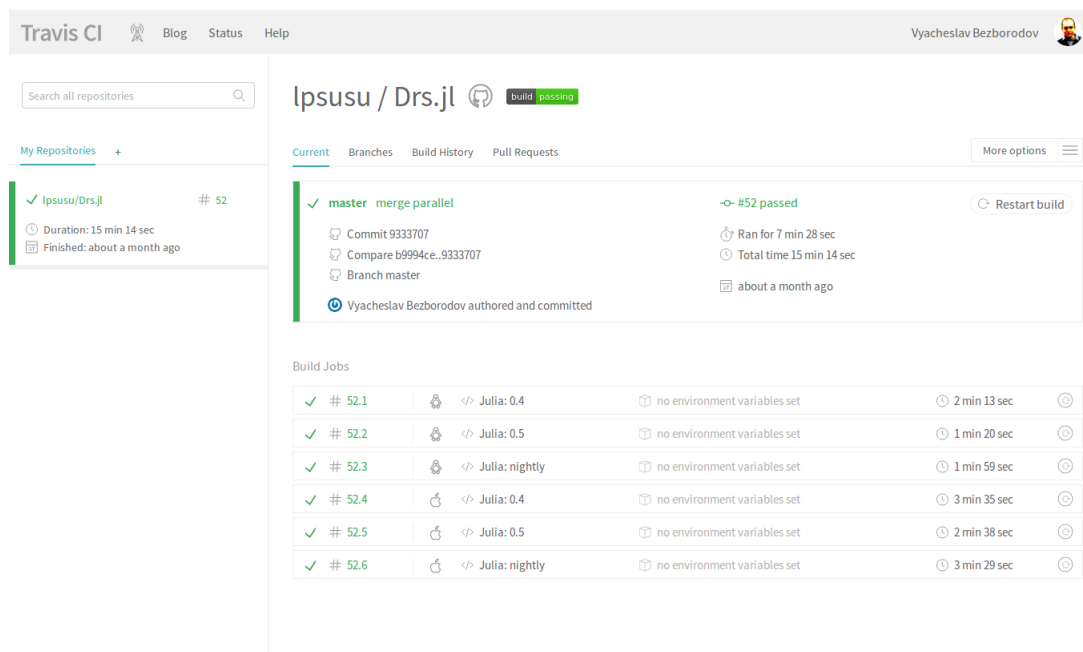 Travis CI Blog Status Help Vyacheslav Bezborodov
Search all repositories
My Repositories +
lpsusu/Drs.jl # 52
Duration: 15 min 14 sec
Finished: about a month ago
lpsusu / Drs.jl build passing
Current Branches Build History Pull Requests More options
master merge parallel #52 passed Restart build
Commit 9333707 Ran for 7 min 28 sec
Compare b9994ce..9333707 Total time 15 min 14 sec
Branch master
about a month ago
Vyacheslav Bezborodov authored and committed
Build Jobs
# 52.1 </> Julia: 0.4 no environment variables set 2 min 13 sec
# 52.2 </> Julia: 0.5 no environment variables set 1 min 20 sec
# 52.3 </> Julia: nightly no environment variables set 1 min 59 sec
# 52.4 </> Julia: 0.4 no environment variables set 3 min 35 sec
# 52.5 </> Julia: 0.5 no environment variables set 2 min 38 sec
# 52.6 </> Julia: nightly no environment variables set 3 min 29 sec